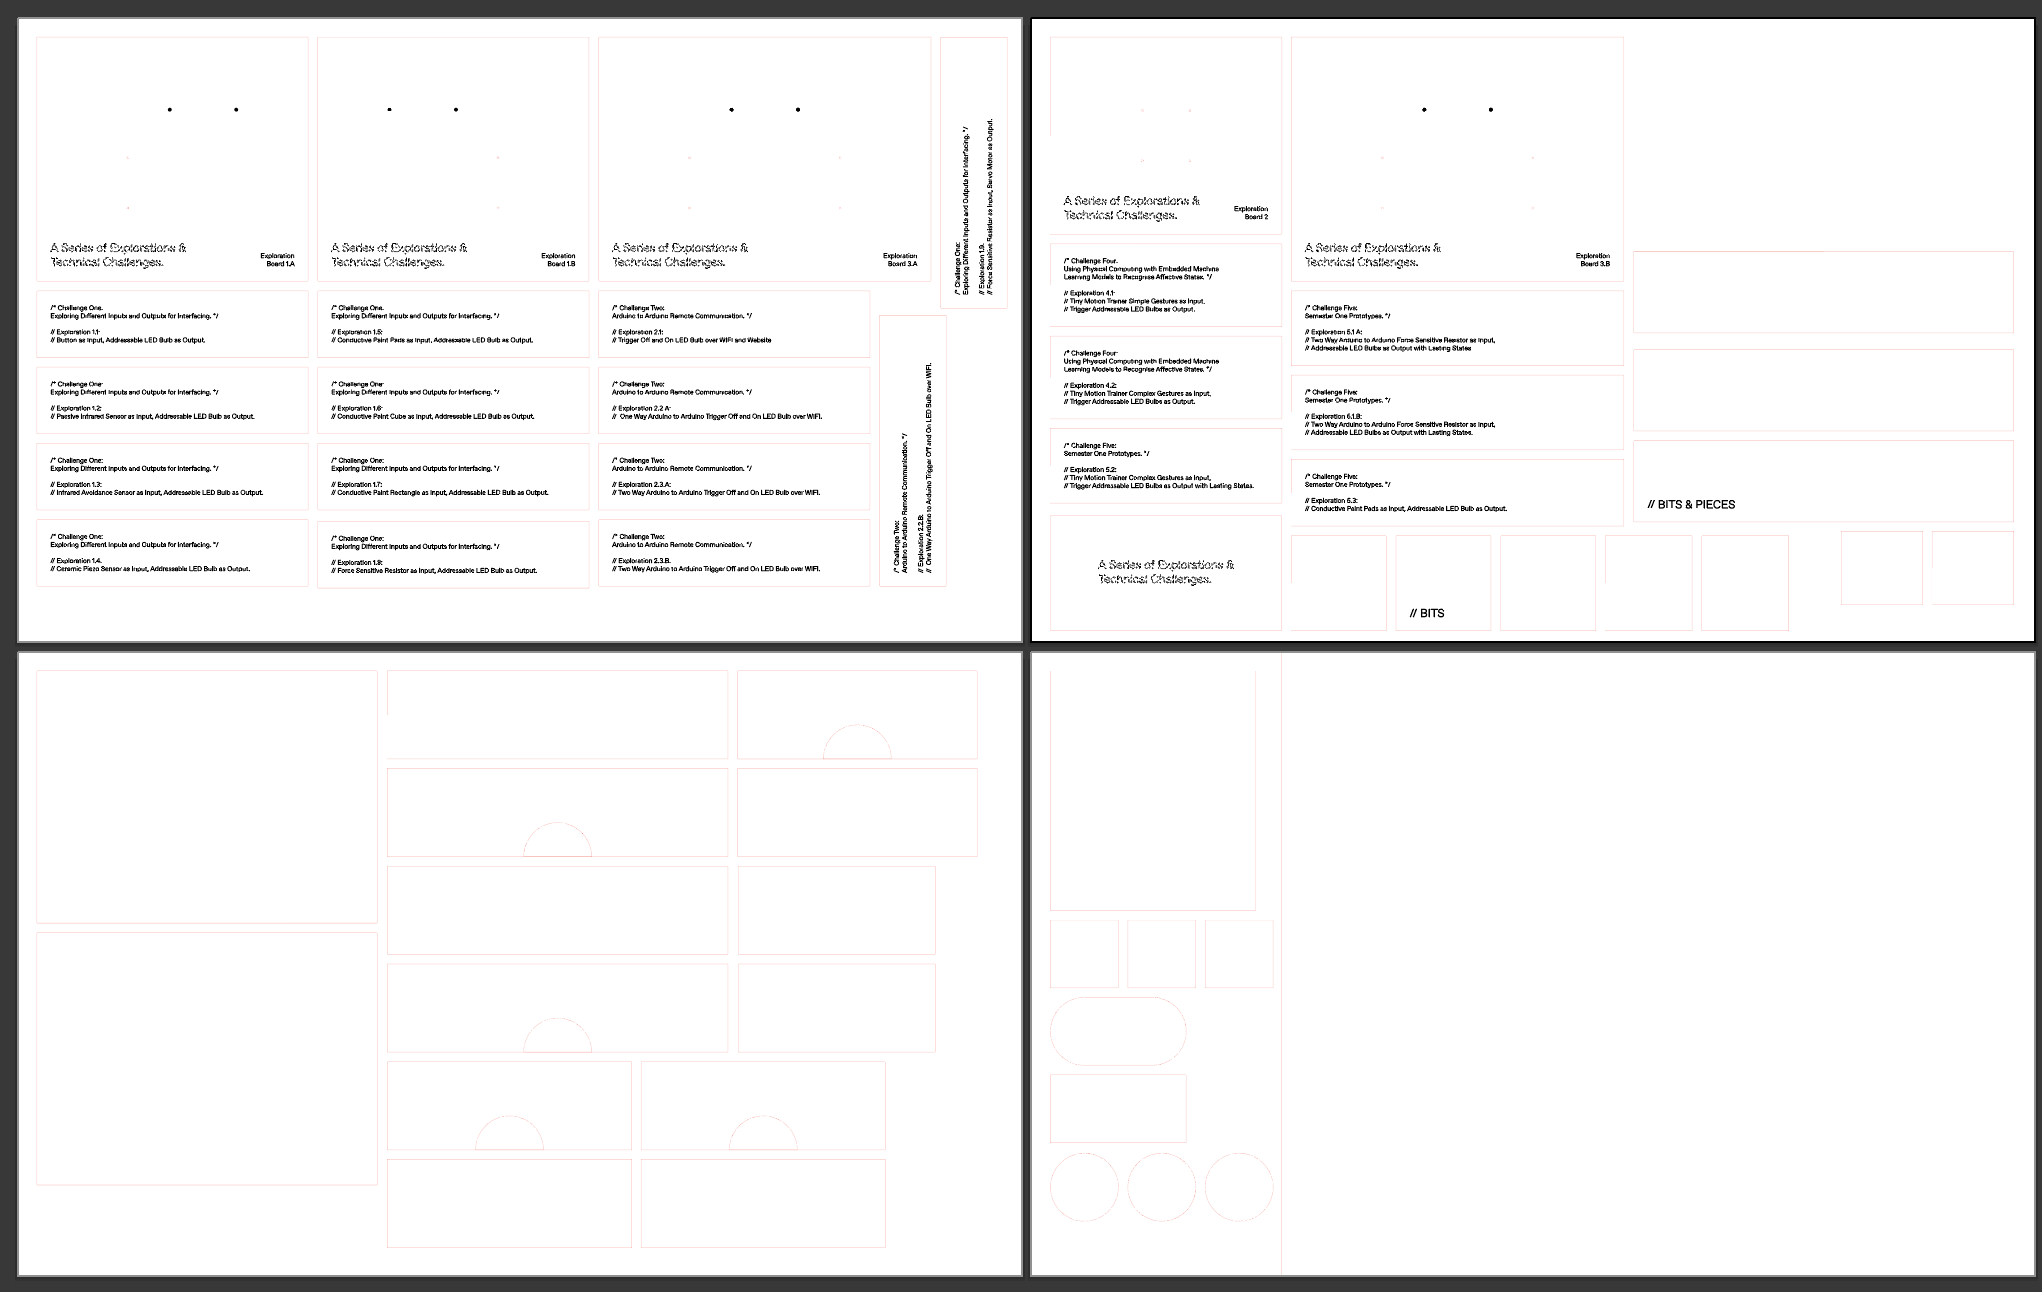 A Series of Explorations &
Technical Challenges.
Exploration
Board 1.A
/* Challenge One.
Exploring Different Inputs and Outputs for Interfacing. */
// Exploration 1.1:
// Button as Input, Addressable LED Bulb as Output.
/* Challenge One:
Exploring Different Inputs and Outputs for Interfacing. */
// Exploration 1.2:
// Passive Infrared Sensor as Input, Addressable LED Bulb as Output.
/* Challenge One:
Exploring Different Inputs and Outputs for Interfacing. */
// Exploration 1.3:
// Infrared Avoidance Sensor as Input, Addressable LED Bulb as Output.
/* Challenge One:
Exploring Different Inputs and Outputs for Interfacing. */
// Exploration 1.4.
// Ceramic Piezo Sensor as Input, Addressable LED Bulb as Output.
A Series of Explorations &
Technical Challenges.
Exploration
Board 1.B
/* Challenge One.
Exploring Different Inputs and Outputs for Interfacing. */
// Exploration 1.5:
// Conductive Paint Pads as Input, Addressable LED Bulb as Output.
/* Challenge One:
Exploring Different Inputs and Outputs for Interfacing. */
// Exploration 1.6:
// Conductive Paint Cube as Input, Addressable LED Bulb as Output.
/* Challenge One:
Exploring Different Inputs and Outputs for Interfacing. */
// Exploration 1.7:
// Conductive Paint Rectangle as Input, Addressable LED Bulb as Output.
/* Challenge One:
Exploring Different Inputs and Outputs for Interfacing. */
// Exploration 1.8:
// Force Sensitive Resistor as Input, Addressable LED Bulb as Output.
A Series of Explorations &
Technical Challenges.
Exploration
Board 3.A
/* Challenge Two:
Arduino to Arduino Remote Communication. */
// Exploration 2.1:
// Trigger Off and On LED Bulb over WIFI and Website
/* Challenge Two:
Arduino to Arduino Remote Communication. */
// Exploration 2.2 A:
// One Way Arduino to Arduino Trigger Off and On LED Bulb over WIFI.
/* Challenge Two:
Arduino to Arduino Remote Communication. */
// Exploration 2.3.A:
// Two Way Arduino to Arduino Trigger Off and On LED Bulb over WIFI.
/* Challenge Two:
Arduino to Arduino Remote Communication. */
// Exploration 2.3.B.
// Two Way Arduino to Arduino Trigger Off and On LED Bulb over WIFI.
/* Challenge One:
Exploring Different Inputs and Outputs for Interfacing. */
// Exploration 1.9.
// Force Sensitive Resistor as Input, Servo Motor as Output.
/* Challenge Two:
Arduino to Arduino Remote Communication. */
// Exploration 2.2.B:
// One Way Arduino to Arduino Trigger Off and On LED Bulb over WIFI.
A Series of Explorations &
Technical Challenges.
Exploration
Board 2
/* Challenge Four.
Using Physical Computing with Embedded Machine
Learning Models to Recognise Affective States. */
// Exploration 4.1:
// Tiny Motion Trainer Simple Gestures as Input,
// Trigger Addressable LED Bulbs as Output.
/* Challenge Four:
Using Physical Computing with Embedded Machine
Learning Models to Recognise Affective States. */
// Exploration 4.2:
// Tiny Motion Trainer Complex Gestures as Input,
// Trigger Addressable LED Bulbs as Output.
/* Challenge Five:
Semester One Prototypes. */
// Exploration 5.2:
// Tiny Motion Trainer Complex Gestures as Input,
// Trigger Addressable LED Bulbs as Output with Lasting States.
A Series of Explorations &
Technical Challenges.
A Series of Explorations &
Technical Challenges.
Exploration
Board 3.B
/* Challenge Five:
Semester One Prototypes. */
// Exploration 5.1 A:
// Two Way Arduino to Arduino Force Sensitive Resistor as Input,
// Addressable LED Bulbs as Output with Lasting States
/* Challenge Five:
Semester One Prototypes. */
// Exploration 5.1.B:
// Two Way Arduino to Arduino Force Sensitive Resistor as Input,
// Addressable LED Bulbs as Output with Lasting States.
/* Challenge Five:
Semester One Prototypes. */
// Exploration 5.3:
// Conductive Paint Pads as Input, Addressable LED Bulb as Output.
// BITS & PIECES
// BITS